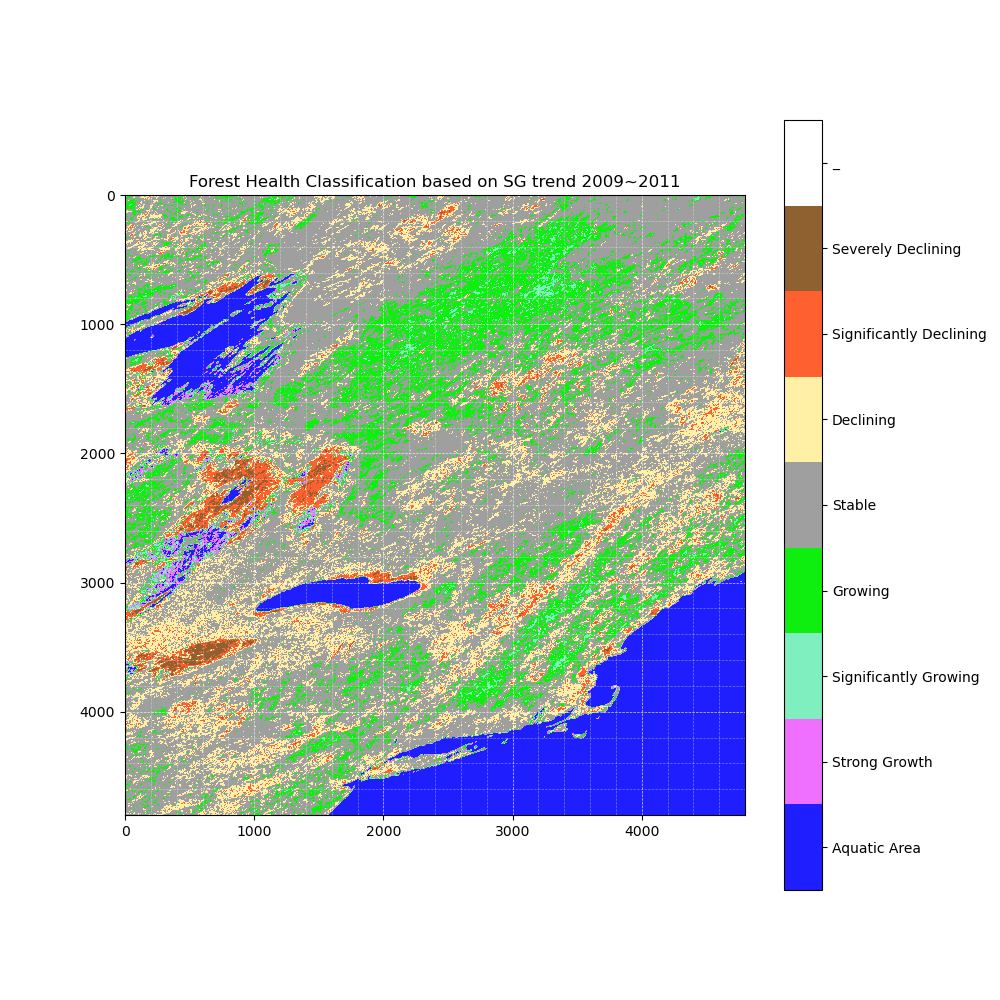 Forest Health Classification based on SG trend 2009~2011
0
1000
2000
3000
4000
0
1000
2000
3000
4000
–
Severely Declining
Significantly Declining
Declining
Stable
Growing
Significantly Growing
Strong Growth
Aquatic Area